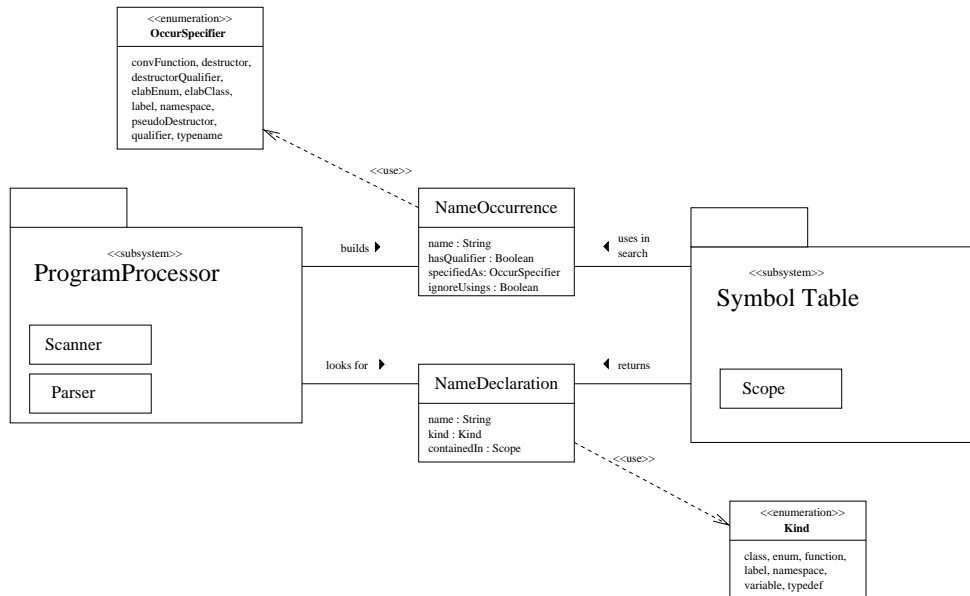 <<enumeration>>
OccurSpecifier
convFunction, destructor,
destructorQualifier,
elabEnum, elabClass,
label, namespace,
pseudoDestructor,
qualifier, typename
<<use>>
<<subsystem>>
ProgramProcessor
Scanner
Parser
builds
looks for
NameOccurrence
name : String
hasQualifier : Boolean
specifiedAs: OccurSpecifier
ignoreUsings : Boolean
NameDeclaration
name : String
kind : Kind
containedIn : Scope
uses in
search
returns
<<subsystem>>
Symbol Table
Scope
<<use>>
<<enumeration>>
Kind
class, enum, function,
label, namespace,
variable, typedef